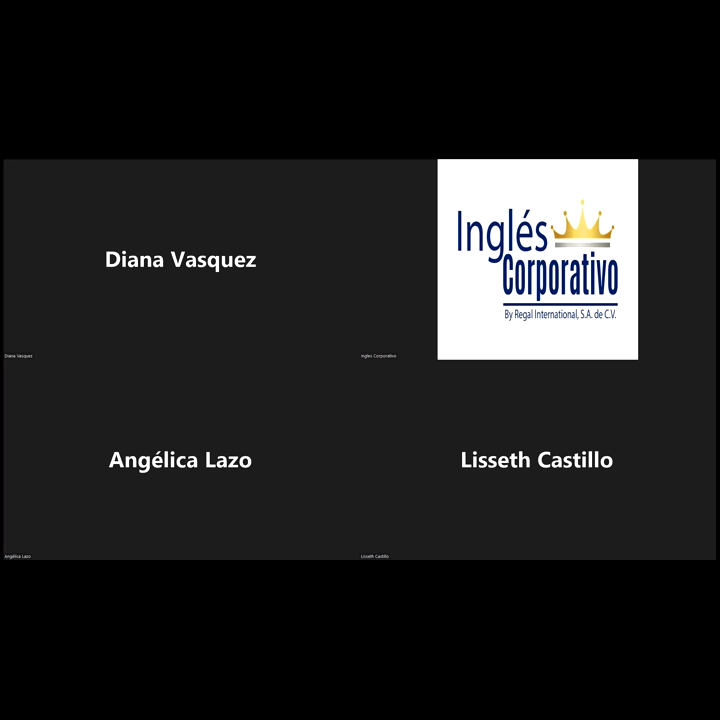 Diana Vasquez
Inglés
Corporativo
By Regal International, S.A. de C.V.
Diana Vasquez
Ingles Corporativo
Angélica Lazo
Lisseth Castillo
Angélica Lazo
Lisseth Castillo